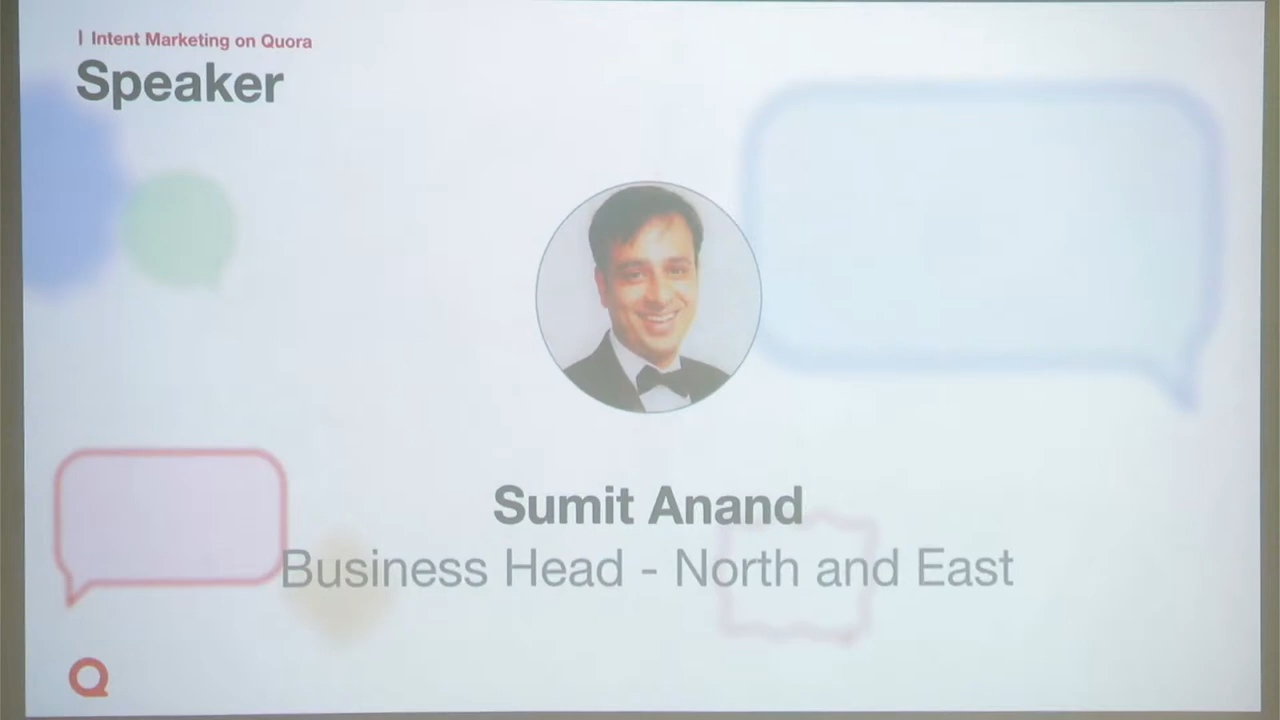 | Intent Marketing on Quora
Speaker
Sumit Anand
Business Head - North and East
Q